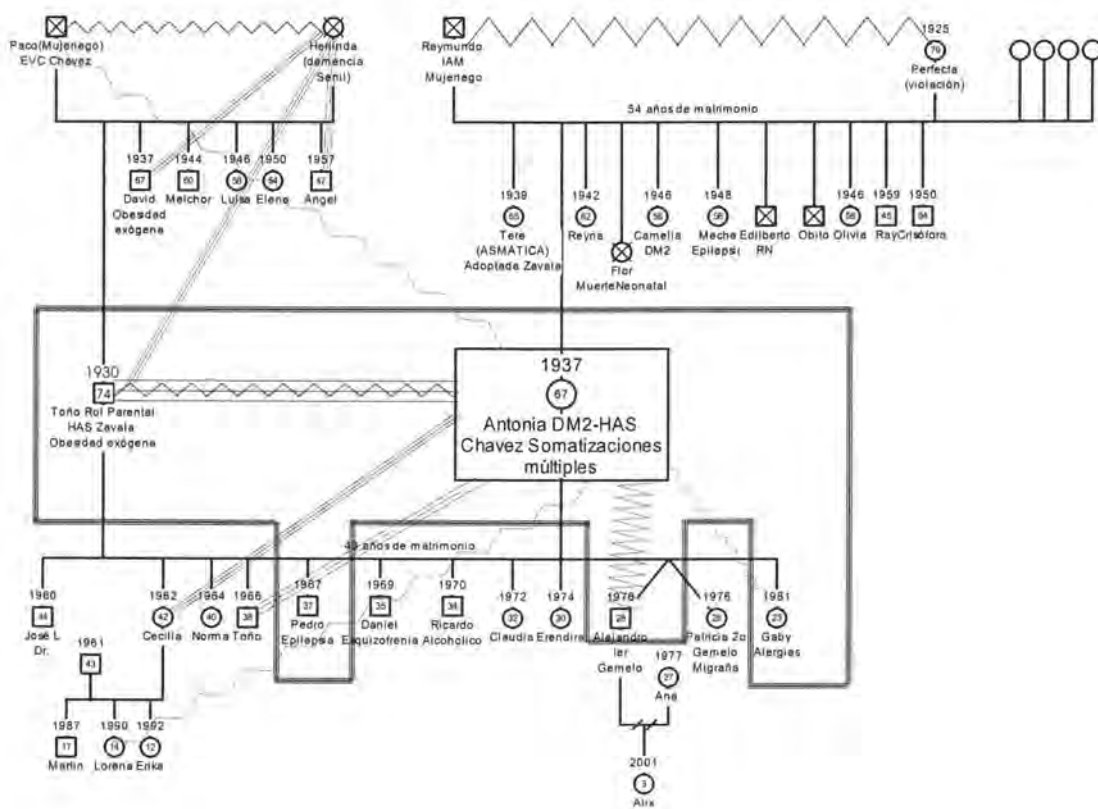 Paco(Mujenego)
EVC Chávez
Herlinda
(demencia
Senil)
Raymundo
IAM
Mujenego
1925
79
Perfecta
(violación)
54 años de matrimonio
1937
67
David
Obesidad
exógena
1944
60
Melchor
1946
58
Luisa
1950
54
Elena
1957
47
Angel
1939
65
Tere
(ASMÁTICA)
Adoptada Zavala
1942
62
Reyna
Flor
MuerteNeonatal
1946
58
Camelia
DM2
1948
56
Meche
Epilepsi
Edilberto
RN
Obito
1946
58
Olivia
1959
45
Ray
1950
54
Crisófora
1930
74
Toño Rol Parental
HAS Zavala
Obesidad exógena
1937
67
Antonia DM2-HAS
Chavez Somatizaciones
múltiples
49 años de matrimonio
1960
44
José L
Dr.
1962
42
Cecilia
1964
40
Norma
1966
38
Toño
1967
37
Pedro
Epilepsia
1969
35
Daniel
Esquizofrenia
1970
34
Ricardo
Alcoholico
1972
32
Claudia
1974
30
Erendira
1976
28
Alejandro
1er
Gemelo
1976
28
Patricia 2o
Gemelo
Migraña
1981
23
Gaby
Alergies
1961
43
1977
27
Ana
1987
17
Martin
1990
14
Lorena
1992
12
Erika
2001
3
Alix